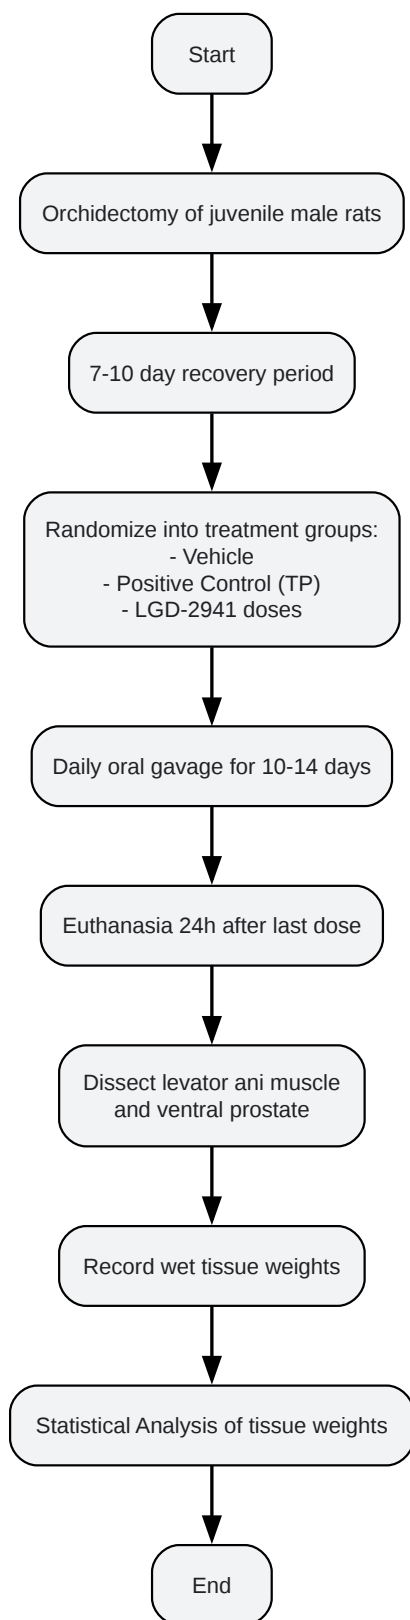 Start
Orchidectomy of juvenile male rats
7-10 day recovery period
Randomize into treatment groups:
- Vehicle
- Positive Control (TP)
- LGD-2941 doses
Daily oral gavage for 10-14 days
Euthanasia 24h after last dose
Dissect levator ani muscle
and ventral prostate
Record wet tissue weights
Statistical Analysis of tissue weights
End